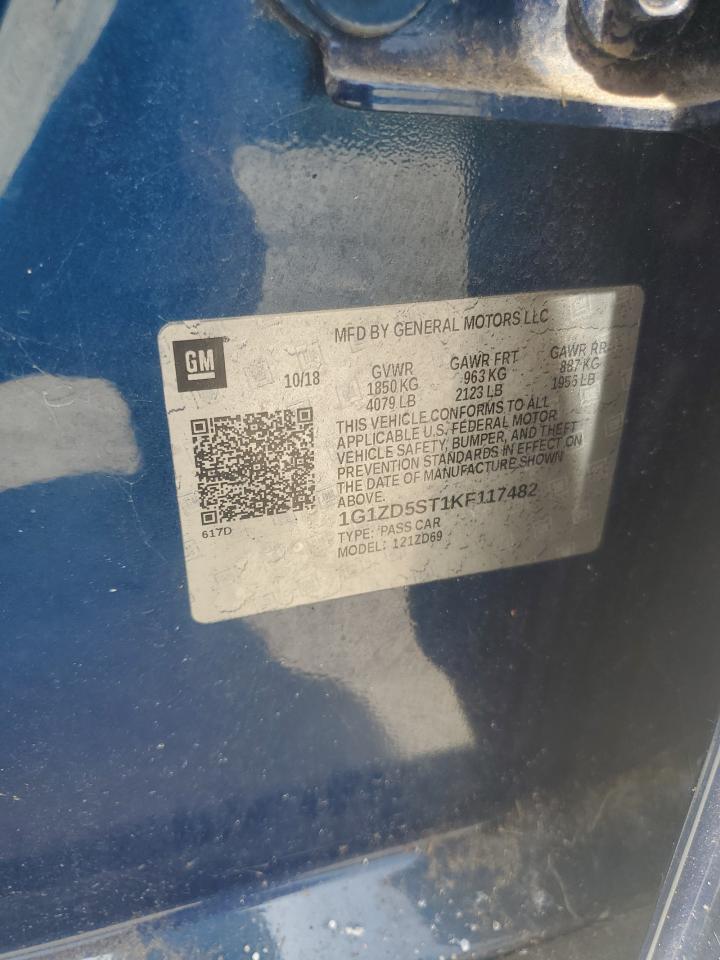 MFD BY GENERAL MOTORS LLC
GM
10/18
GVWR GAWR FRT GAWR RR
1850 KG 963 KG 887 KG
4079 LB 2123 LB 1956 LB
THIS VEHICLE CONFORMS TO ALL
APPLICABLE U.S. FEDERAL MOTOR
VEHICLE SAFETY, BUMPER, AND THEFT
PREVENTION STANDARDS IN EFFECT ON
THE DATE OF MANUFACTURE SHOWN
ABOVE.
1G1ZD5ST1KF117482
TYPE: PASS CAR
MODEL: 121ZD69
617D